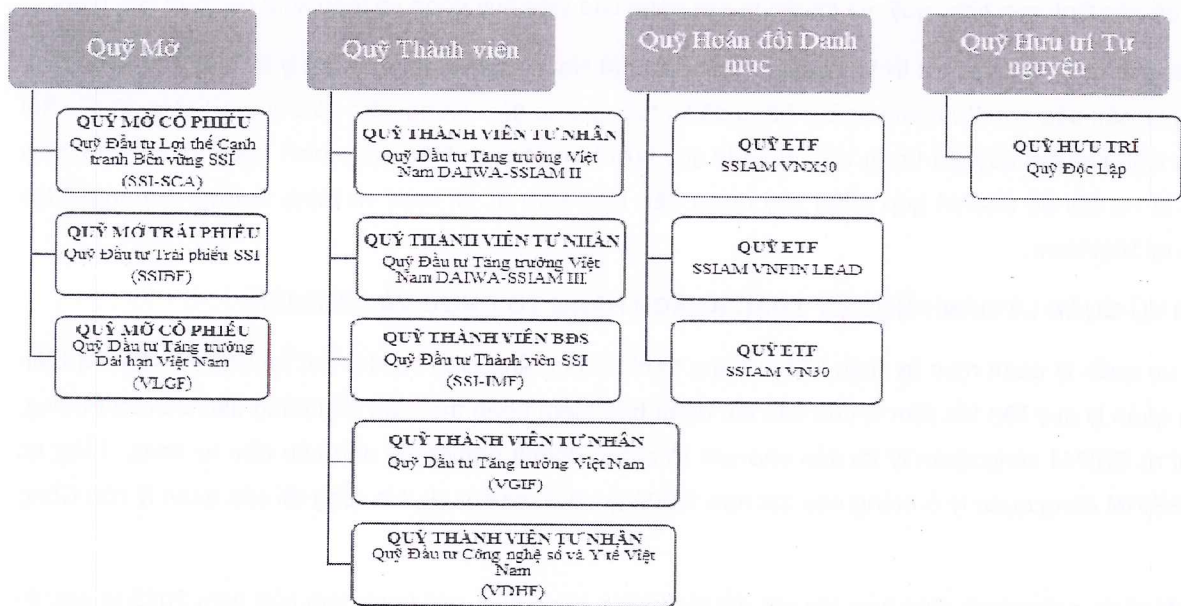 Quỹ Mở
QUỸ MỞ CỔ PHIẾU
Quỹ Đầu tư Lợi thế Cạnh
tranh Bền vững SSI
(SSI-SCA)
QUỸ MỞ TRÁI PHIẾU
Quỹ Đầu tư Trái phiếu SSI
(SSIBF)
QUỸ MỞ CỔ PHIẾU
Quỹ Đầu tư Tăng trưởng
Dài hạn Việt Nam
(VLGF)
Quỹ Thành viên
QUỸ THÀNH VIÊN TƯ NHÂN
Quỹ Đầu tư Tăng trưởng Việt
Nam DAIWA-SSIAM II
QUỸ THÀNH VIÊN TƯ NHÂN
Quỹ Đầu tư Tăng trưởng Việt
Nam DAIWA-SSIAM III
QUỸ THÀNH VIÊN BĐS
Quỹ Đầu tư Thành viên SSI
(SSI-IMF)
QUỸ THÀNH VIÊN TƯ NHÂN
Quỹ Đầu tư Tăng trưởng Việt Nam
(VGIF)
QUỸ THÀNH VIÊN TƯ NHÂN
Quỹ Đầu tư Công nghệ số và Y tế Việt
Nam
(VDHF)
Quỹ Hoán đổi Danh
mục
QUỸ ETF
SSIAM VNX50
QUỸ ETF
SSIAM VNFIN LEAD
QUỸ ETF
SSIAM VN30
Quỹ Hưu trí Tự
nguyện
QUỸ HƯU TRÍ
Quỹ Độc Lập